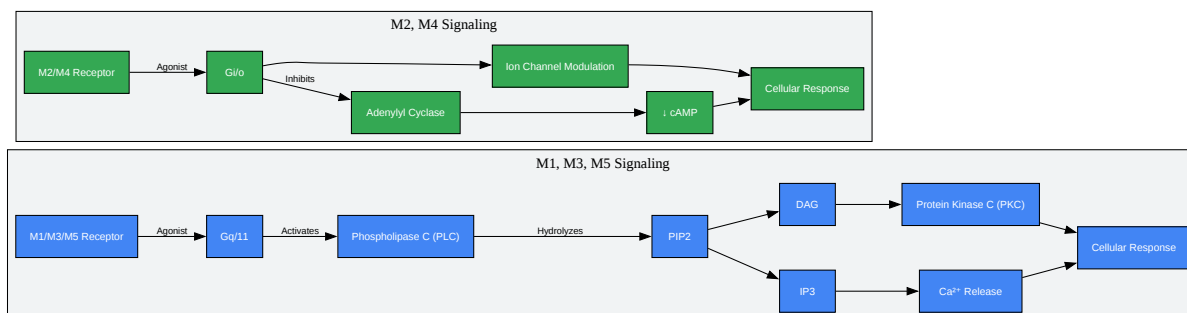 M2, M4 Signaling
M2/M4 Receptor
Agonist
Gi/o
Inhibits
Ion Channel Modulation
Adenylyl Cyclase
↓ cAMP
Cellular Response
M1, M3, M5 Signaling
M1/M3/M5 Receptor
Agonist
Gq/11
Activates
Phospholipase C (PLC)
Hydrolyzes
PIP2
DAG
Protein Kinase C (PKC)
IP3
Ca²⁺ Release
Cellular Response